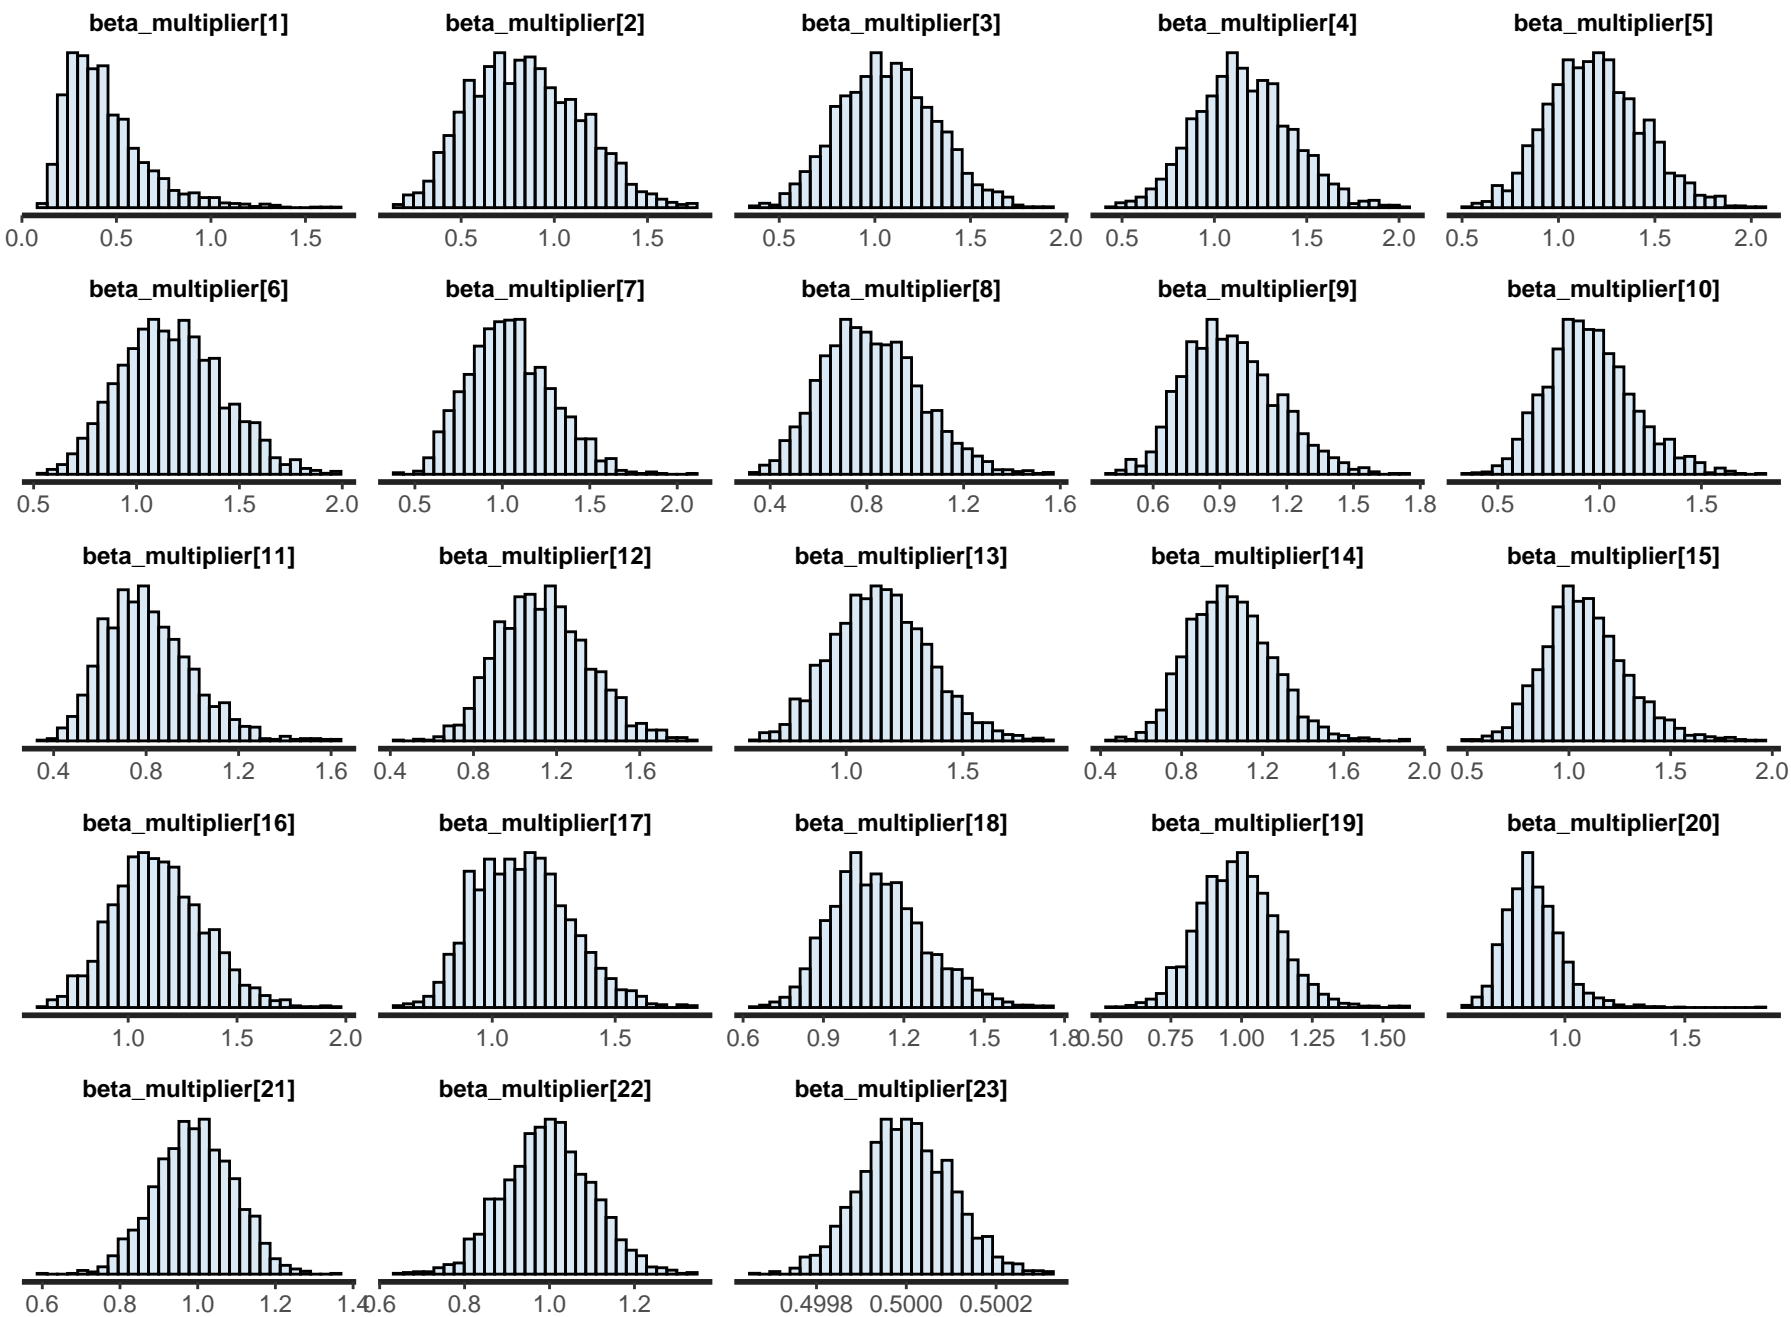 beta_multiplier[1] beta_multiplier[2] beta_multiplier[3] beta_multiplier[4] beta_multiplier[5]
0.0 0.5 1.0 1.5 0.5 1.0 1.5 0.5 1.0 1.5 2.0 0.5 1.0 1.5 2.0 0.5 1.0 1.5 2.0
beta_multiplier[6] beta_multiplier[7] beta_multiplier[8] beta_multiplier[9] beta_multiplier[10]
0.5 1.0 1.5 2.0 0.5 1.0 1.5 2.0 0.4 0.8 1.2 1.6 0.6 0.9 1.2 1.5 1.8 0.5 1.0 1.5
beta_multiplier[11] beta_multiplier[12] beta_multiplier[13] beta_multiplier[14] beta_multiplier[15]
0.4 0.8 1.2 1.6 0.4 0.8 1.2 1.6 1.0 1.5 0.4 0.8 1.2 1.6 2.0 0.5 1.0 1.5 2.0
beta_multiplier[16] beta_multiplier[17] beta_multiplier[18] beta_multiplier[19] beta_multiplier[20]
1.0 1.5 2.0 1.0 1.5 0.6 0.9 1.2 1.5 1.8 0.50 0.75 1.00 1.25 1.50 1.0 1.5
beta_multiplier[21] beta_multiplier[22] beta_multiplier[23]
0.6 0.8 1.0 1.2 1.4 0.6 0.8 1.0 1.2 0.4998 0.5000 0.5002